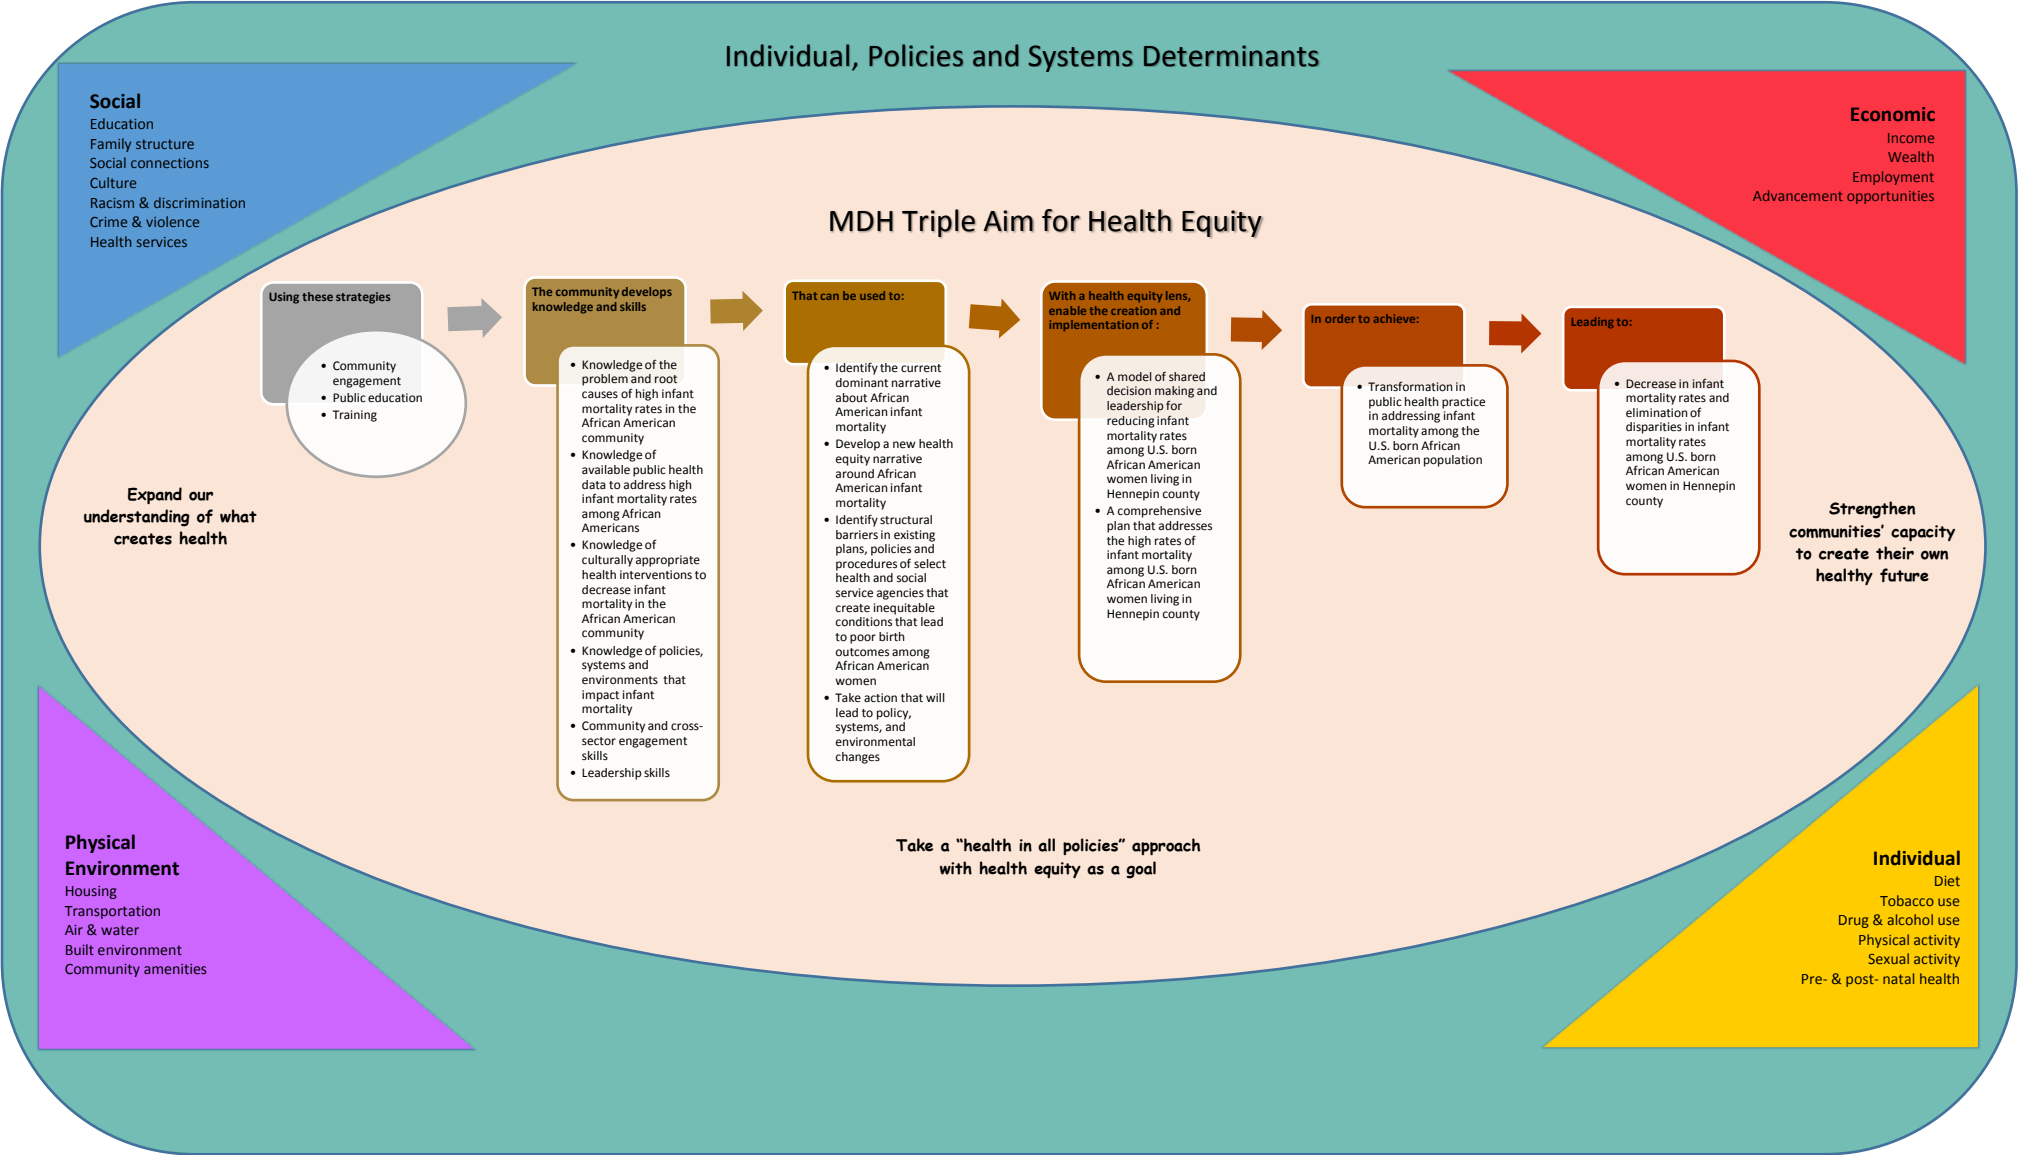 Individual, Policies and Systems Determinants
Social
Education
Family structure
Social connections
Culture
Racism & discrimination
Crime & violence
Health services
Economic
Income
Wealth
Employment
Advancement opportunities
MDH Triple Aim for Health Equity
Using these strategies
• Community
engagement
• Public education
• Training
The community develops
knowledge and skills
• Knowledge of the
problem and root
causes of high infant
mortality rates in the
African American
community
• Knowledge of
available public health
data to address high
infant mortality rates
among African
Americans
• Knowledge of
culturally appropriate
health interventions to
decrease infant
mortality in the
African American
community
• Knowledge of policies,
systems and
environments that
impact infant
mortality
• Community and cross-
sector engagement
skills
• Leadership skills
That can be used to:
• Identify the current
dominant narrative
about African
American infant
mortality
• Develop a new health
equity narrative
around African
American infant
mortality
• Identify structural
barriers in existing
plans, policies and
procedures of select
health and social
service agencies that
create inequitable
conditions that lead
to poor birth
outcomes among
African American
women
• Take action that will
lead to policy,
systems, and
environmental
changes
With a health equity lens,
enable the creation and
implementation of :
• A model of shared
decision making and
leadership for
reducing infant
mortality rates
among U.S. born
African American
women living in
Hennepin county
• A comprehensive
plan that addresses
the high rates of
infant mortality
among U.S. born
African American
women living in
Hennepin county
In order to achieve:
• Transformation in
public health practice
in addressing infant
mortality among the
U.S. born African
American population
Leading to:
• Decrease in infant
mortality rates and
elimination of
disparities in infant
mortality rates
among U.S. born
African American
women in Hennepin
county
Expand our
understanding of what
creates health
Strengthen
communities' capacity
to create their own
healthy future
Take a “health in all policies” approach
with health equity as a goal
Physical
Environment
Housing
Transportation
Air & water
Built environment
Community amenities
Individual
Diet
Tobacco use
Drug & alcohol use
Physical activity
Sexual activity
Pre- & post- natal health